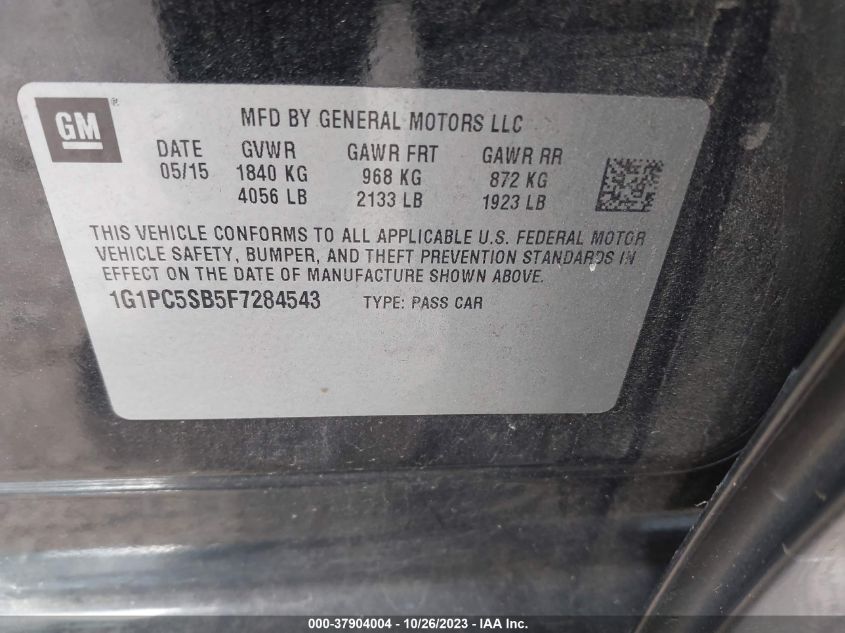 GM®
MFD BY GENERAL MOTORS LLC
DATE GVWR GAWR FRT GAWR RR
05/15 1840 KG 968 KG 872 KG
4056 LB 2133 LB 1923 LB
THIS VEHICLE CONFORMS TO ALL APPLICABLE U.S. FEDERAL MOTOR
VEHICLE SAFETY, BUMPER, AND THEFT PREVENTION STANDARDS IN
EFFECT ON THE DATE OF MANUFACTURE SHOWN ABOVE.
1G1PC5SB5F7284543 TYPE: PASS CAR
000-37904004 - 10/26/2023 - IAA Inc.